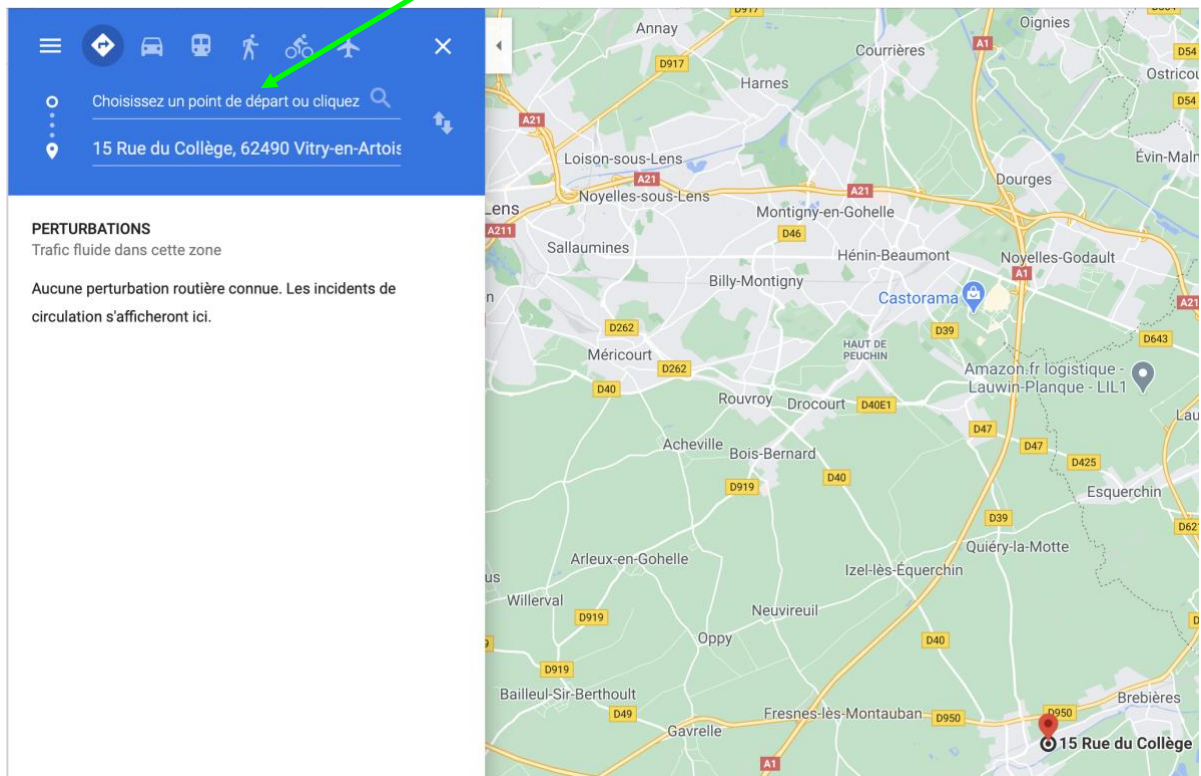 Choisissez un point de départ ou cliquez
15 Rue du Collège, 62490 Vitry-en-Artois
PERTURBATIONS
Trafic fluide dans cette zone
Aucune perturbation routière connue. Les incidents de
circulation s'afficheront ici.
Annay
Oignies
Courrières
A1
D54
D917
Ostricou
Harnes
D54
A21
Loison-sous-Lens
Évin-Malm
A21
Dourges
Noyelles-sous-Lens
A21
Lens
Montigny-en-Gohelle
A211
D46
Sallaumines
Hénin-Beaumont
Noyelles-Godault
A1
Billy-Montigny
Castorama
A21
D262
D39
D643
HAUT DE
PEUCHIN
Méricourt
D262
Amazon.fr logistique -
Lauwin-Planque - LIL1
D40
Rouvroy
Drocourt
D40E1
Lau
D47
Acheville
D47
Bois-Bernard
D425
D40
D919
Esquerchin
D39
D621
Quiéry-la-Motte
Arleux-en-Gohelle
Izel-lès-Équerchin
us
Willerval
Neuvireuil
D919
Oppy
D40
D919
Bailleul-Sir-Berthoult
Brebières
D49
Fresnes-lès-Montauban
D950
D950
Gavrelle
15 Rue du Collège
A1